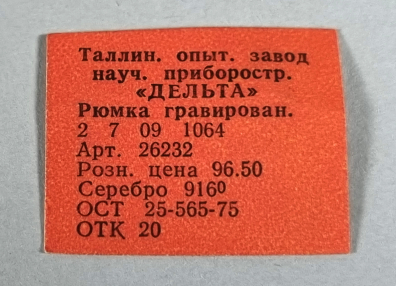 Таллин. опыт. завод
науч. приборостр.
«ДЕЛЬТА»
Рюмка гравирован.
2 7 09 1064
Арт. 26232
Розн. цена 96.50
Серебро 916⁰
ОСТ 25-565-75
ОТК 20